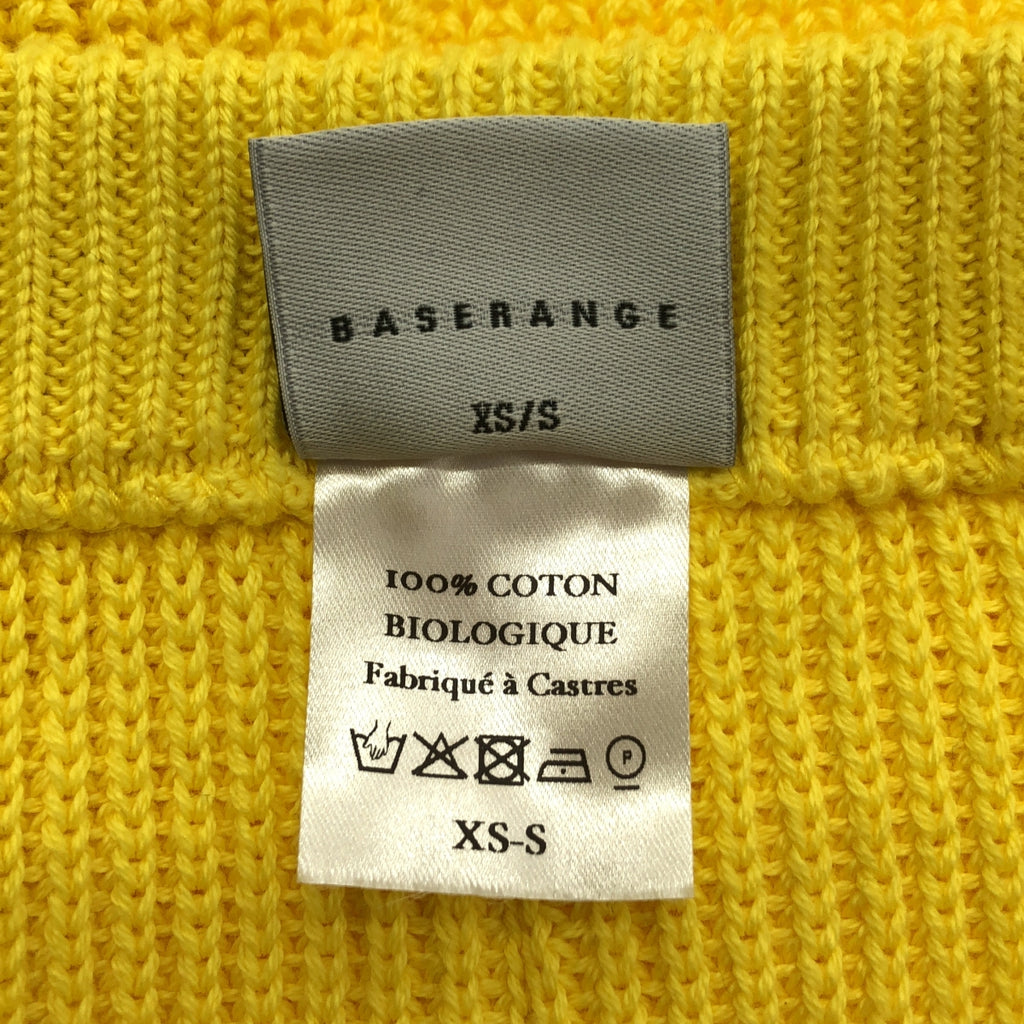 BASERANGE
XS/S
100% COTON
BIOLOGIQUE
Fabriqué à Castres
P
XS-S